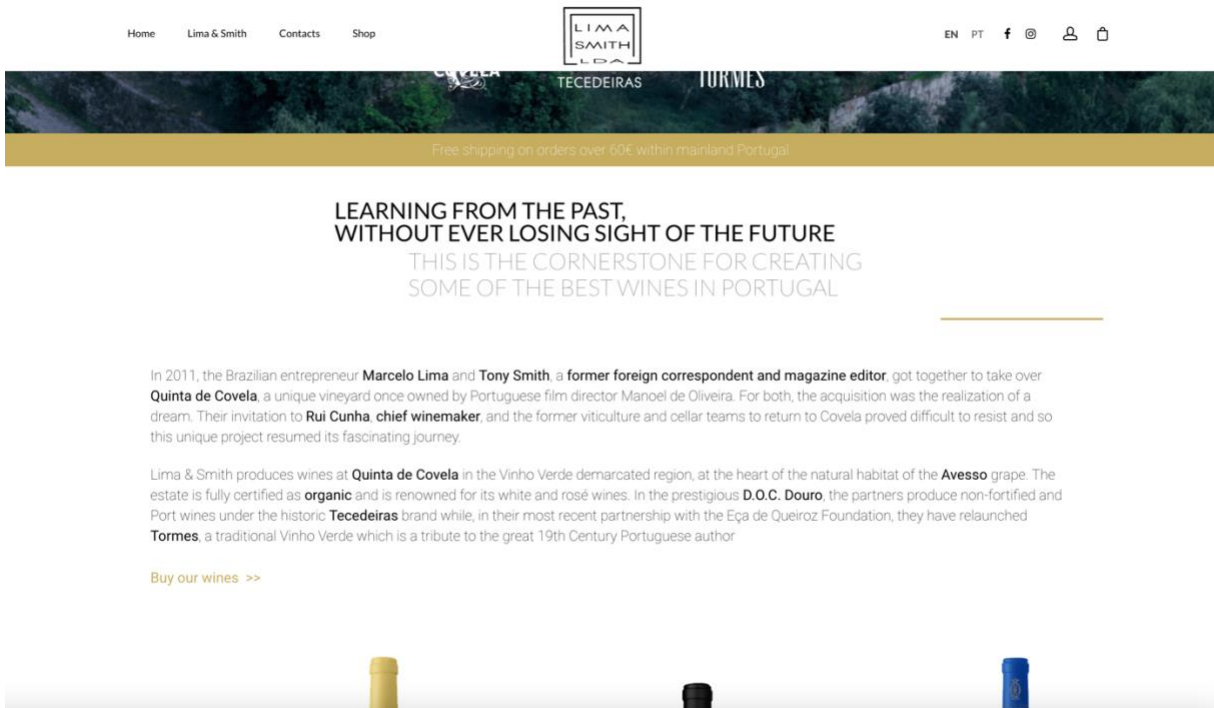 Home Lima & Smith Contacts Shop
LIMA
SMITH
LDA
EN PT
COVELA TECEDEIRAS TORMES
Free shipping on orders over 60€ within mainland Portugal
LEARNING FROM THE PAST,
WITHOUT EVER LOSING SIGHT OF THE FUTURE
THIS IS THE CORNERSTONE FOR CREATING
SOME OF THE BEST WINES IN PORTUGAL
In 2011, the Brazilian entrepreneur Marcelo Lima and Tony Smith, a former foreign correspondent and magazine editor, got together to take over
Quinta de Covela, a unique vineyard once owned by Portuguese film director Manoel de Oliveira. For both, the acquisition was the realization of a
dream. Their invitation to Rui Cunha, chief winemaker, and the former viticulture and cellar teams to return to Covela proved difficult to resist and so
this unique project resumed its fascinating journey.
Lima & Smith produces wines at Quinta de Covela in the Vinho Verde demarcated region, at the heart of the natural habitat of the Avesso grape. The
estate is fully certified as organic and is renowned for its white and rosé wines. In the prestigious D.O.C. Douro, the partners produce non-fortified and
Port wines under the historic Tecedeiras brand while, in their most recent partnership with the Eça de Queiroz Foundation, they have relaunched
Tormes, a traditional Vinho Verde which is a tribute to the great 19th Century Portuguese author
Buy our wines >>